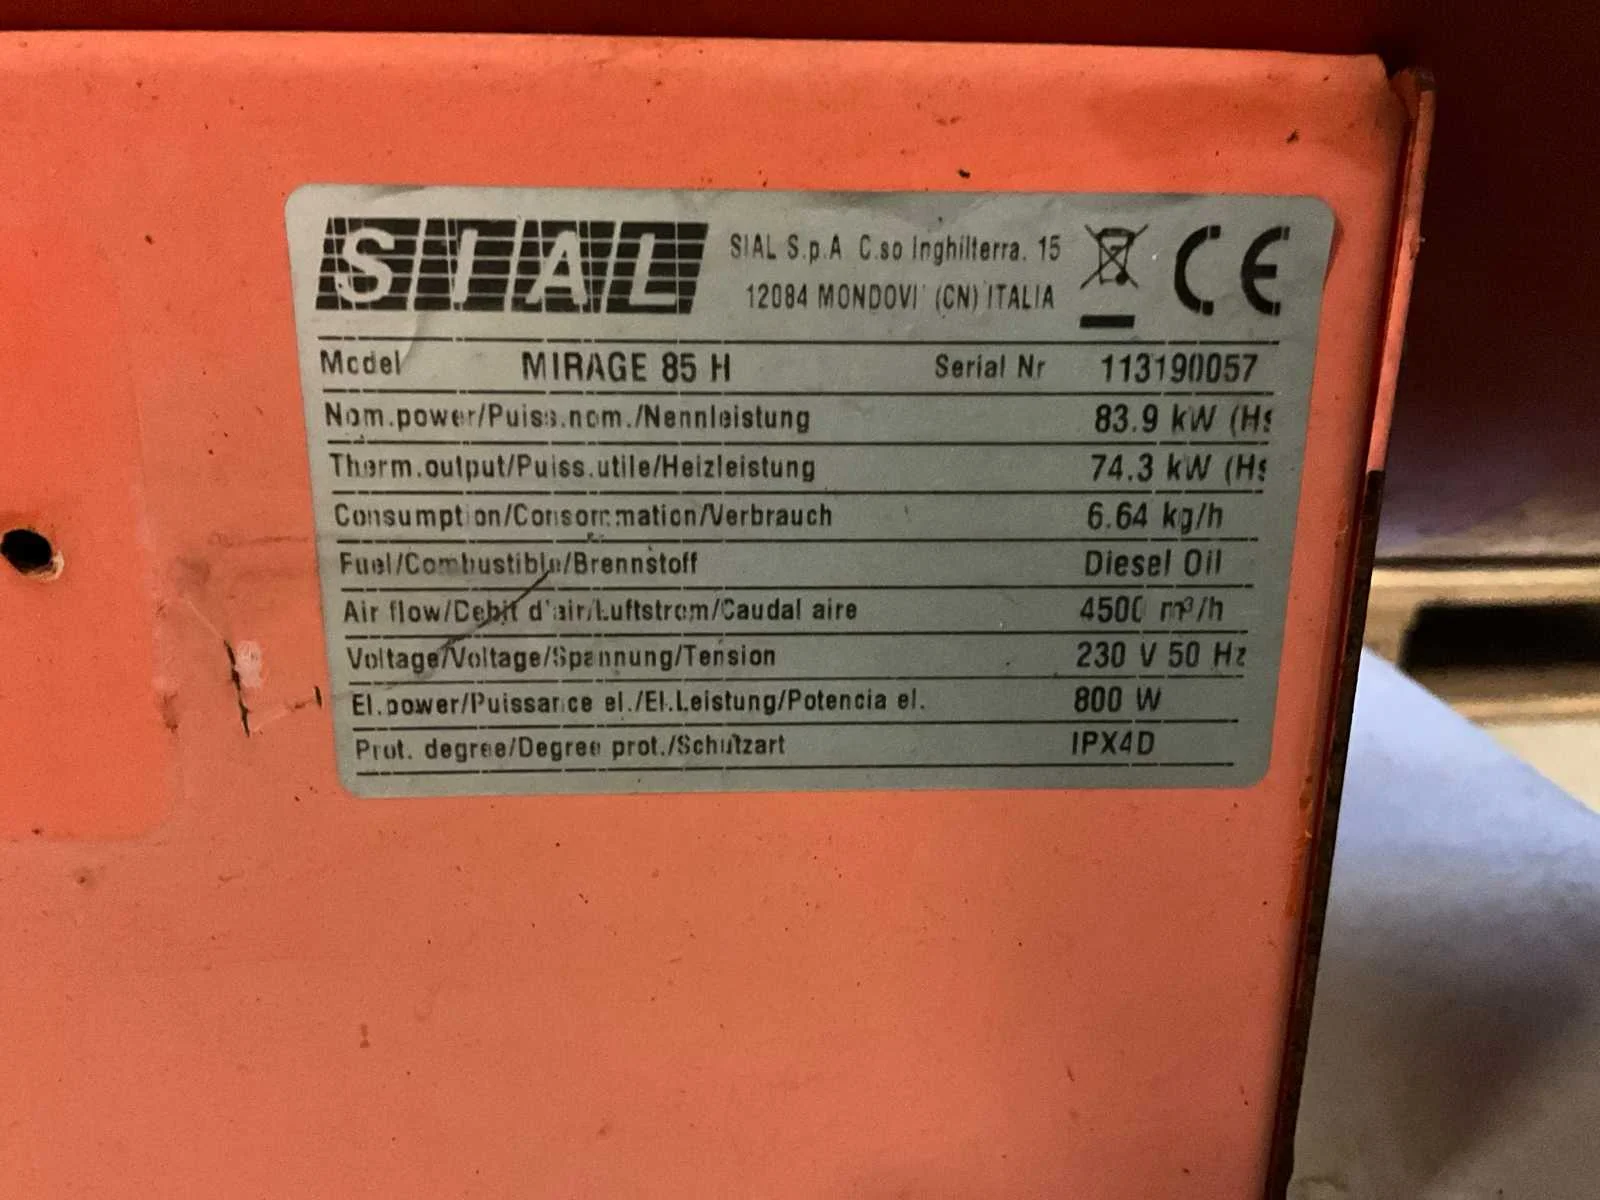 SIAL
SIAL S.p.A C.so Inghilterra, 15
12084 MONDOVI' (CN) ITALIA
CE
Model MIRAGE 85 H Serial Nr 113190057
Nom.power/Puiss.nom./Nennleistung 83.9 kW (Hs
Therm.output/Puiss.utile/Heizleistung 74.3 kW (Hs
Consumption/Consommation/Verbrauch 6.64 kg/h
Fuel/Combustible/Brennstoff Diesel Oil
Air flow/Debit d'air/Luftstrom/Caudal aire 4500 m³/h
Voltage/Voltage/Spannung/Tension 230 V 50 Hz
El.power/Puissance el./El.Leistung/Potencia el. 800 W
Prot. degree/Degree prot./Schutzart IPX4D